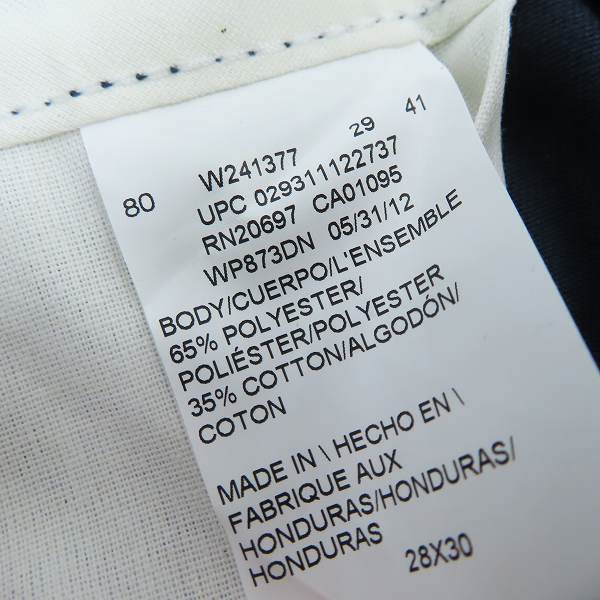 80 W241377 29 41
UPC 029311122737
RN20697 CA01095
WP873DN 05/31/12
BODY/CUERPO/L'ENSEMBLE
65% POLYESTER/
POLIÉSTER/POLYESTER
35% COTTON/ALGODÓN/
COTON
MADE IN \ HECHO EN \
FABRIQUE AUX
HONDURAS/HONDURAS/
HONDURAS
28X30